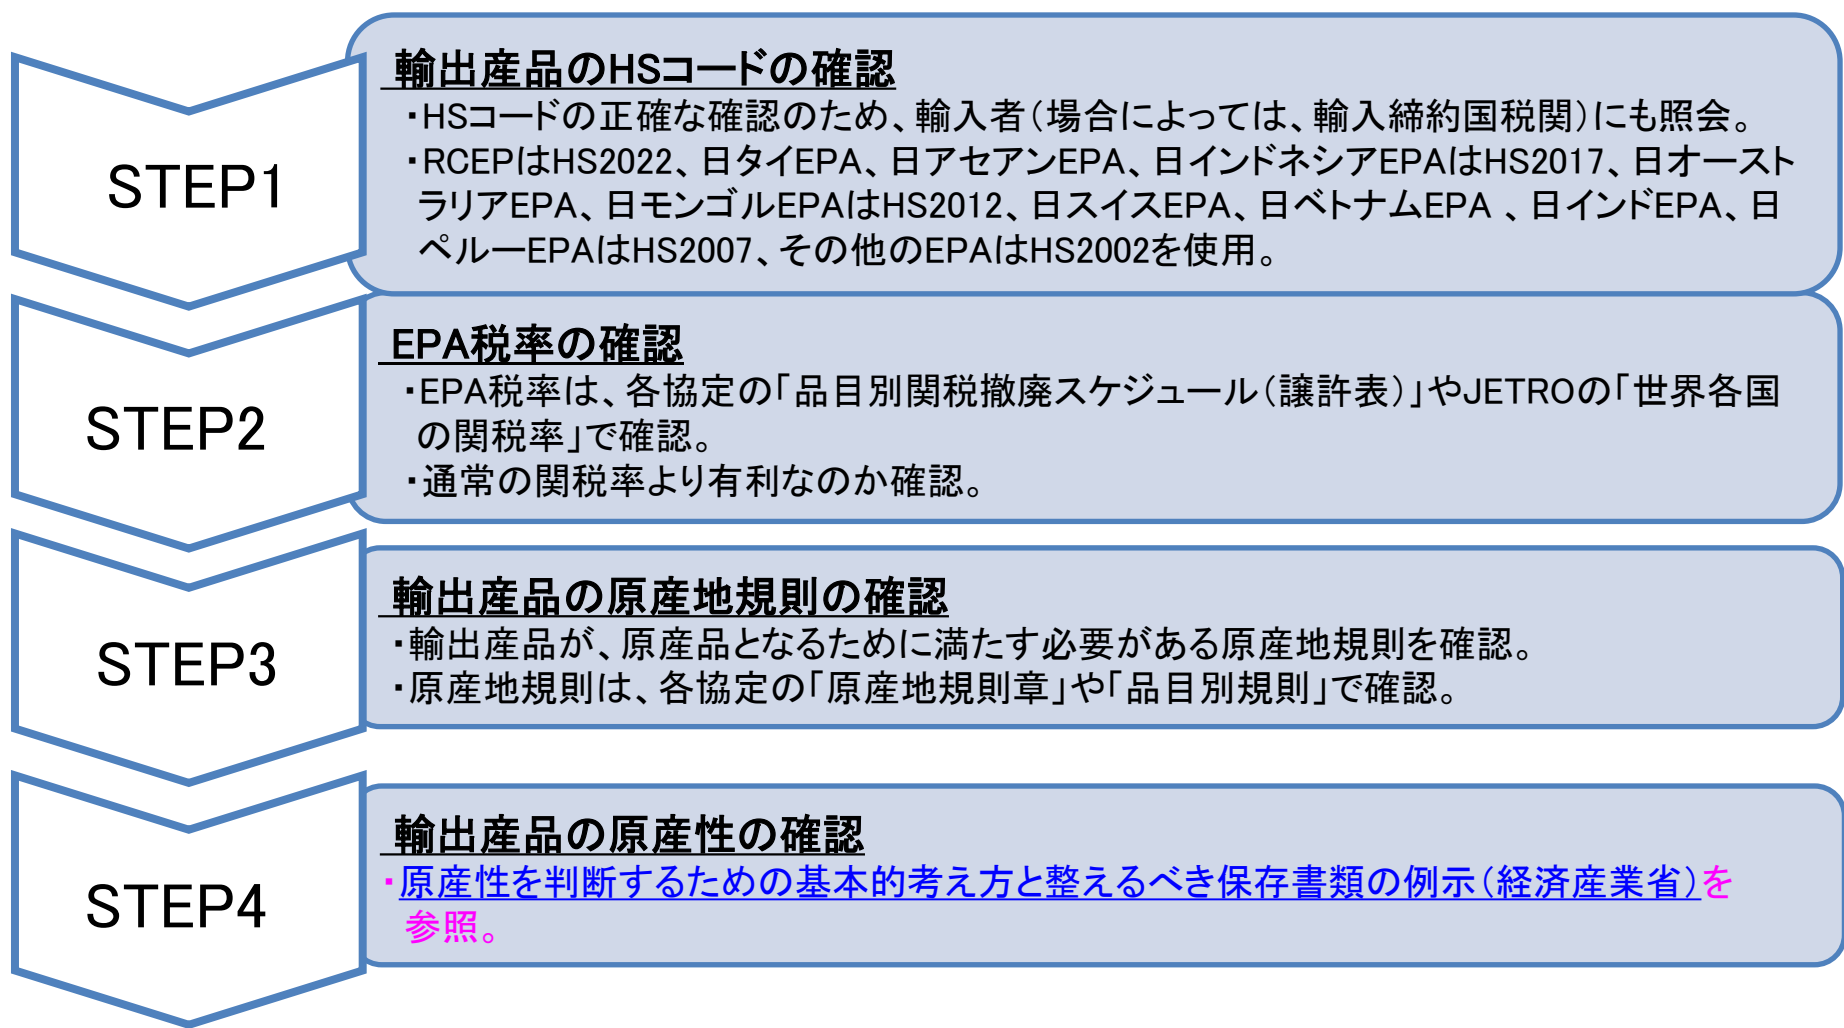 STEP1
輸出産品のHSコードの確認
・HSコードの正確な確認のため、輸入者（場合によっては、輸入締約国税関）にも照会。
・RCEPはHS2022、日タイEPA、日アセアンEPA、日インドネシアEPAはHS2017、日オースト
ラリアEPA、日モンゴルEPAはHS2012、日スイスEPA、日ベトナムEPA 、日インドEPA、日
ペルーEPAはHS2007、その他のEPAはHS2002を使用。
STEP2
EPA税率の確認
・EPA税率は、各協定の「品目別関税撤廃スケジュール（譲許表）」やJETROの「世界各国
の関税率」で確認。
・通常の関税率より有利なのか確認。
STEP3
輸出産品の原産地規則の確認
・輸出産品が、原産品となるために満たす必要がある原産地規則を確認。
・原産地規則は、各協定の「原産地規則章」や「品目別規則」で確認。
STEP4
輸出産品の原産性の確認
・原産性を判断するための基本的考え方と整えるべき保存書類の例示（経済産業省）を
参照。